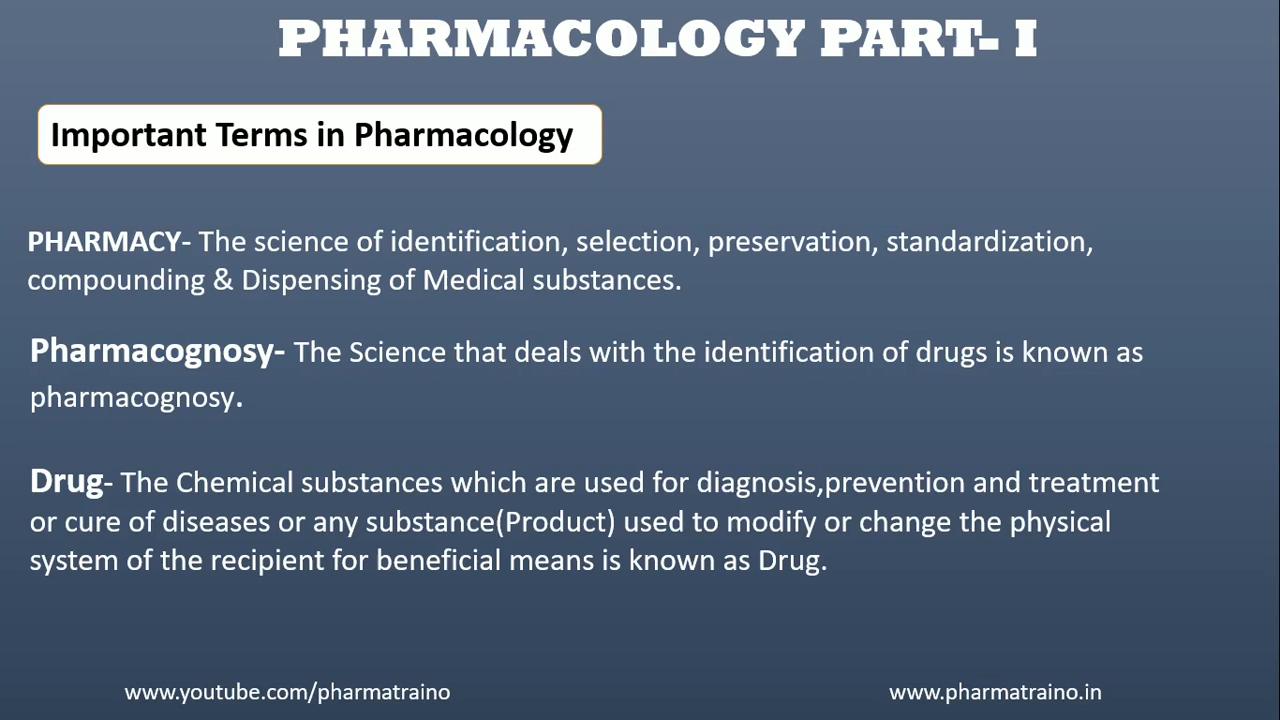 PHARMACOLOGY PART- I
Important Terms in Pharmacology
PHARMACY- The science of identification, selection, preservation, standardization,
compounding & Dispensing of Medical substances.
Pharmacognosy- The Science that deals with the identification of drugs is known as
pharmacognosy.
Drug- The Chemical substances which are used for diagnosis,prevention and treatment
or cure of diseases or any substance(Product) used to modify or change the physical
system of the recipient for beneficial means is known as Drug.
www.youtube.com/pharmatraino
www.pharmatraino.in